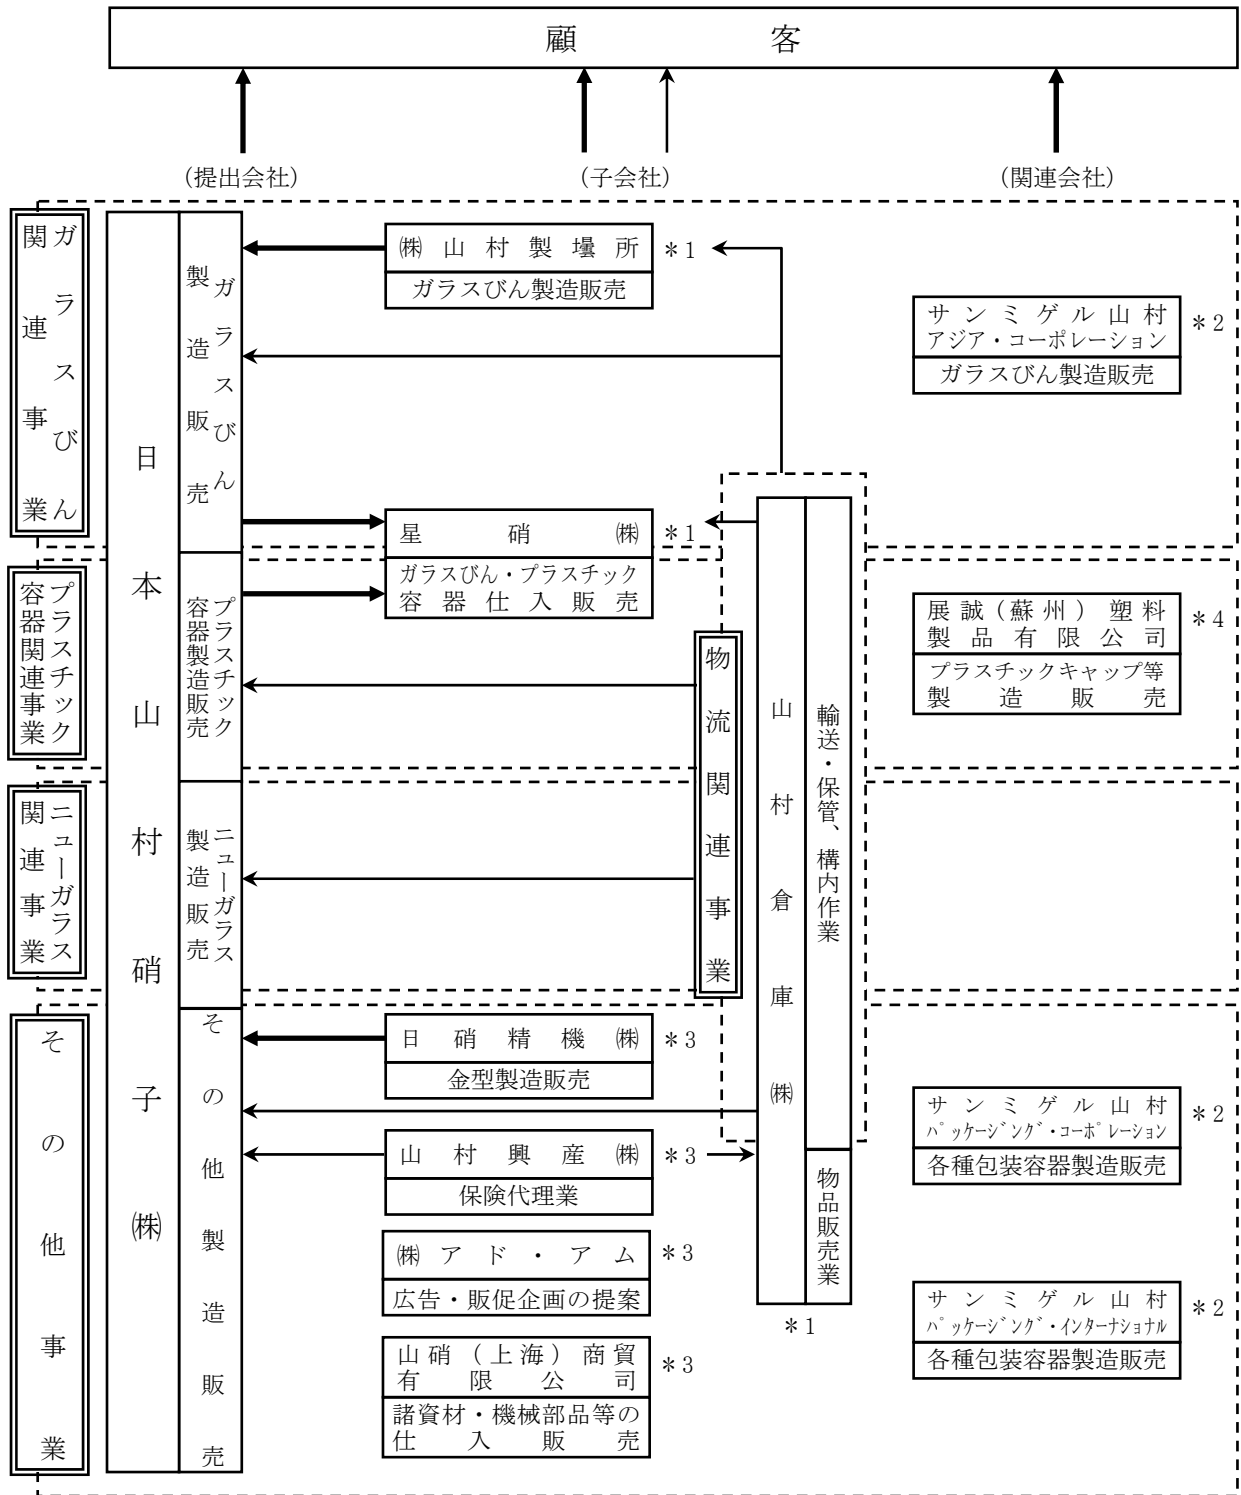 顧客
(提出会社)
(子会社)
(関連会社)
ガラスびん
関連事業
日本山村硝子㈱
ガラスびん
製造販売
㈱山村製壜所
*1
ガラスびん製造販売
サンミゲル山村
アジア・コーポレーション
*2
ガラスびん製造販売
星硝㈱
*1
ガラスびん・プラスチック
容器仕入販売
プラスチック
容器関連事業
プラスチック
容器製造販売
展誠(蘇州)塑料
製品有限公司
*4
プラスチックキャップ等
製造販売
物流関連事業
山村倉庫㈱
輸送・保管、構内作業
物品販売業
*1
ニューガラス
関連事業
ニューガラス
製造販売
その他事業
その他製造販売
日硝精機㈱
*3
金型製造販売
山村興産㈱
*3
保険代理業
㈱アド・アム
*3
広告・販促企画の提案
山硝(上海)商貿
有限公司
*3
諸資材・機械部品等の
仕入販売
サンミゲル山村
パッケージング・コーポレーション
*2
各種包装容器製造販売
サンミゲル山村
パッケージング・インターナショナル
*2
各種包装容器製造販売